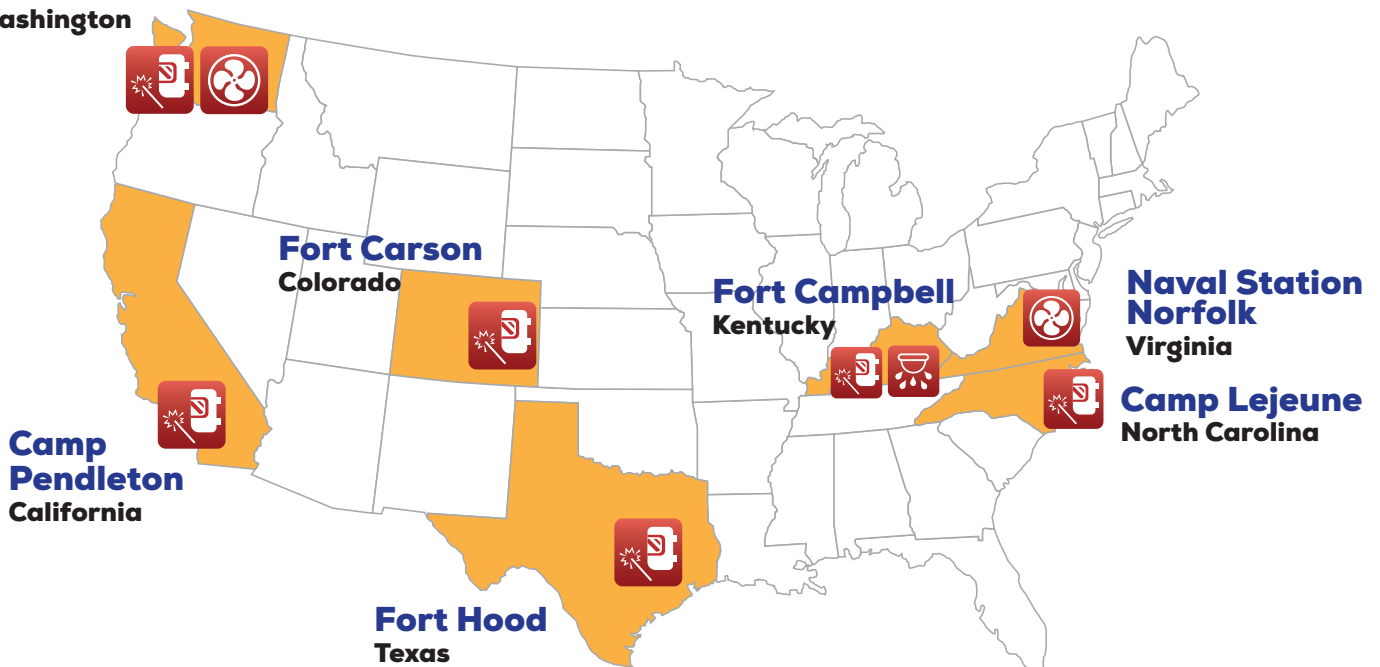 ashington
Fort Carson
Colorado
Fort Campbell
Kentucky
Naval Station
Norfolk
Virginia
Camp Lejeune
North Carolina
Camp
Pendleton
California
Fort Hood
Texas